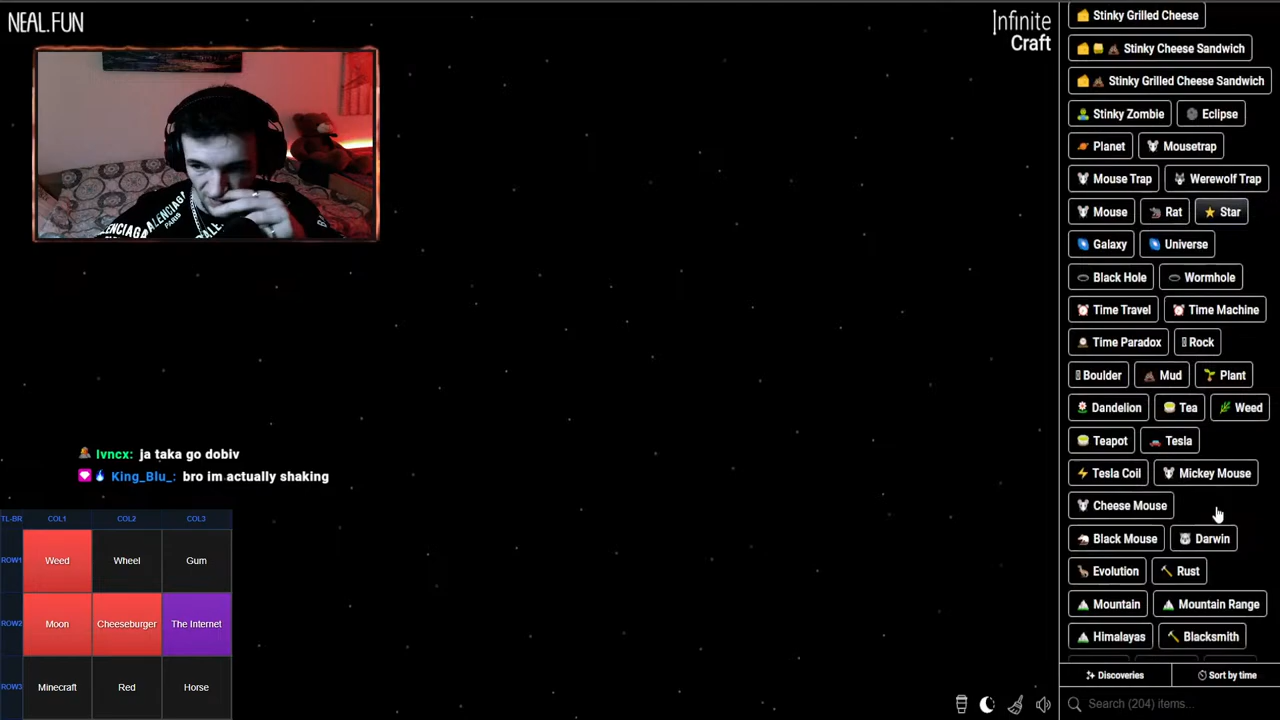 NEAL.FUN
Infinite
Craft
ALENCIAGA
PARIS
Ivncx: ja taka go dobiv
King_Blu_: bro im actually shaking
TL-BR COL1 COL2 COL3
ROW1 Weed Wheel Gum
ROW2 Moon Cheeseburger The Internet
ROW3 Minecraft Red Horse
Stinky Grilled Cheese
Stinky Cheese Sandwich
Stinky Grilled Cheese Sandwich
Stinky Zombie Eclipse
Planet Mousetrap
Mouse Trap Werewolf Trap
Mouse Rat Star
Galaxy Universe
Black Hole Wormhole
Time Travel Time Machine
Time Paradox Rock
Boulder Mud Plant
Dandelion Tea Weed
Teapot Tesla
Tesla Coil Mickey Mouse
Cheese Mouse
Black Mouse Darwin
Evolution Rust
Mountain Mountain Range
Himalayas Blacksmith
Discoveries Sort by time
Search (204) items...